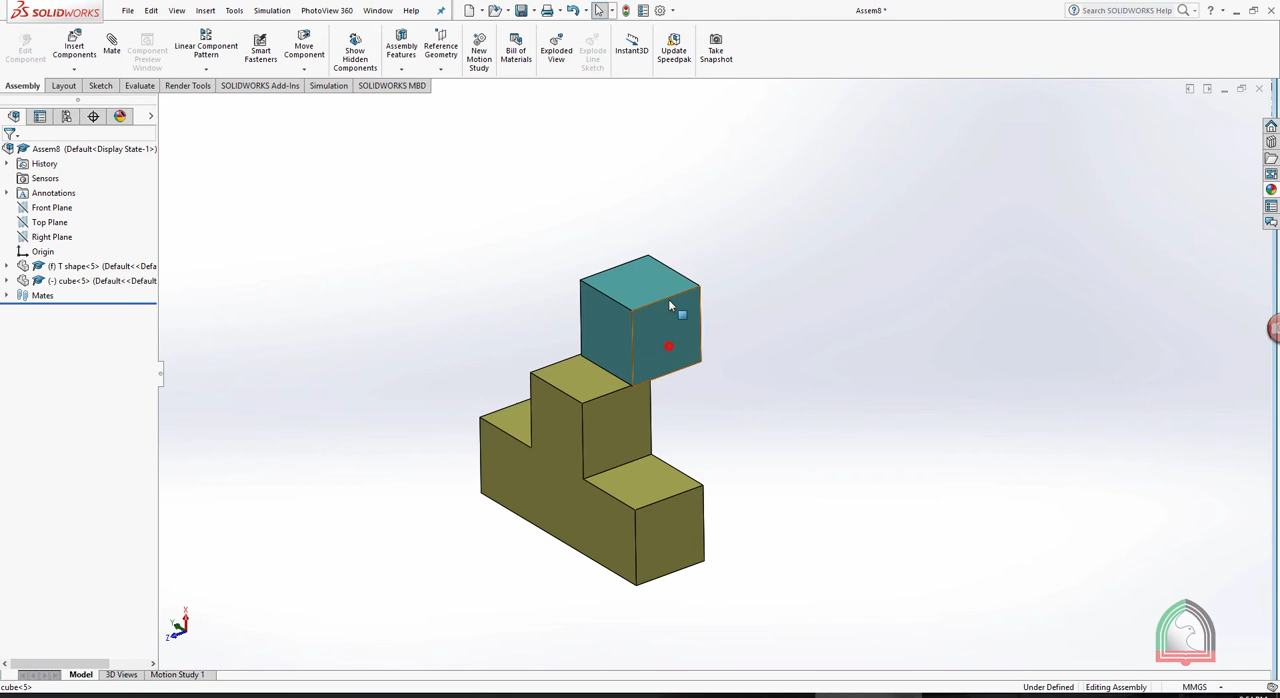 SOLIDWORKS File Edit View Insert Tools Simulation PhotoView 360 Window Help Assem8 * Search SOLIDWORKS Help
Edit Component
Insert Components
Mate
Component Preview Window
Linear Component Pattern
Smart Fasteners
Move Component
Show Hidden Components
Assembly Features
Reference Geometry
New Motion Study
Bill of Materials
Exploded View
Explode Line Sketch
Instant3D
Update Speedpak
Take Snapshot
Assembly Layout Sketch Evaluate Render Tools SOLIDWORKS Add-Ins Simulation SOLIDWORKS MBD
Assem8 (Default<Display State-1>)
History
Sensors
Annotations
Front Plane
Top Plane
Right Plane
Origin
(f) T shape<5> (Default<<Defa
(-) cube<5> (Default<<Default
Mates
X
Y
Z
Model 3D Views Motion Study 1
cube<5> Under Defined Editing Assembly MMGS